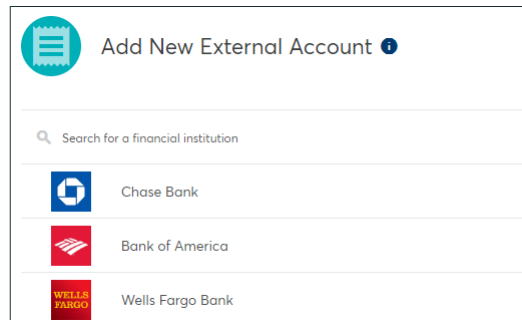 Add New External Account
Search for a financial institution
Chase Bank
Bank of America
WELLS
FARGO
Wells Fargo Bank